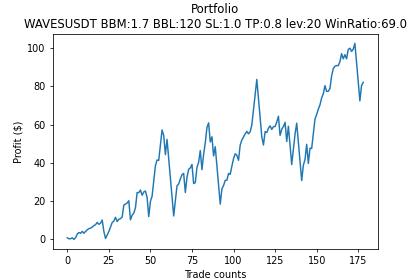 Portfolio
WAVESUSDT BBM:1.7 BBL:120 SL:1.0 TP:0.8 lev:20 WinRatio:69.0
Profit ($)
100
80
60
40
20
0
0 25 50 75 100 125 150 175
Trade counts